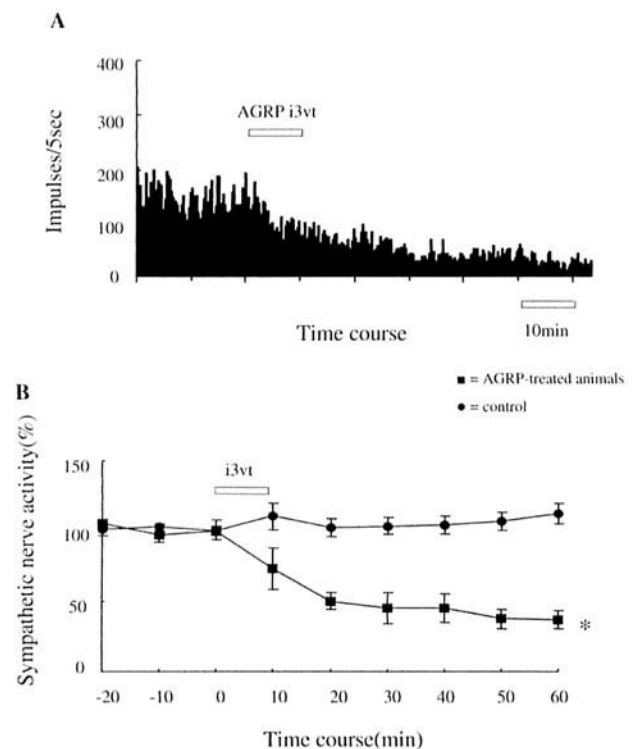 A
400
300
200
100
0
Impulses/5sec
AGRP i3vt
Time course
10min
B
■ = AGRP-treated animals
● = control
Sympathetic nerve activity(%)
150
100
50
0
i3vt
*
-20 -10 0 10 20 30 40 50 60
Time course(min)